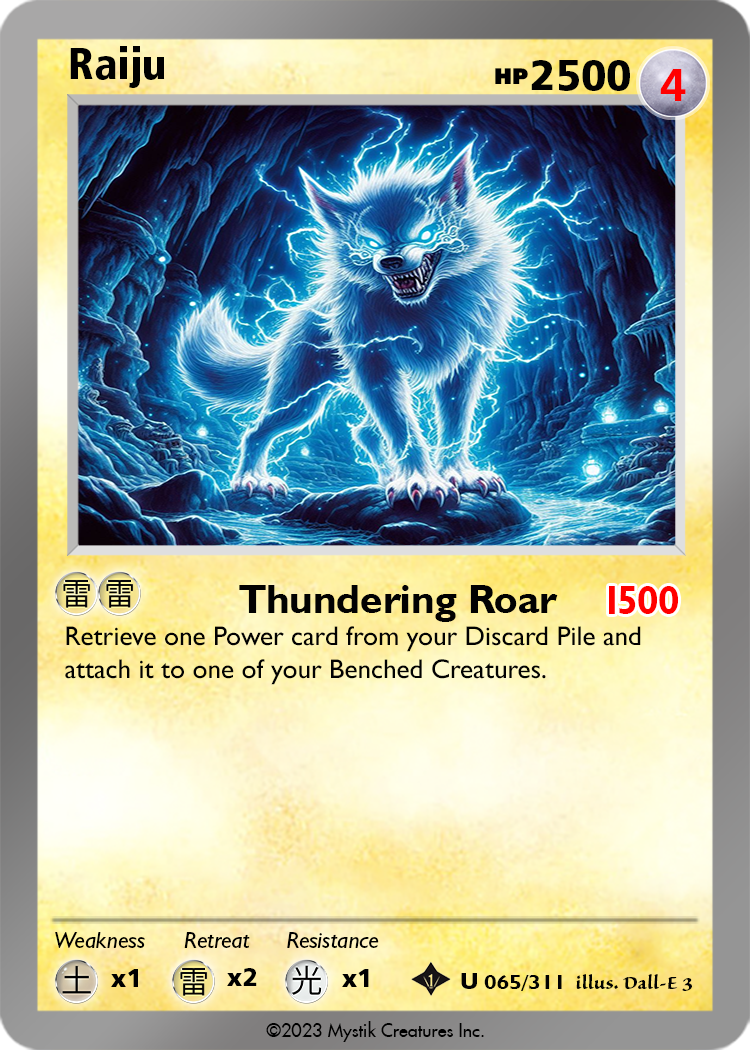 Raiju
HP2500 4
雷雷 Thundering Roar 1500
Retrieve one Power card from your Discard Pile and
attach it to one of your Benched Creatures.
Weakness Retreat Resistance
土 x1 雷 x2 光 x1 1 U 065/311 illus. Dall-E 3
©2023 Mystik Creatures Inc.